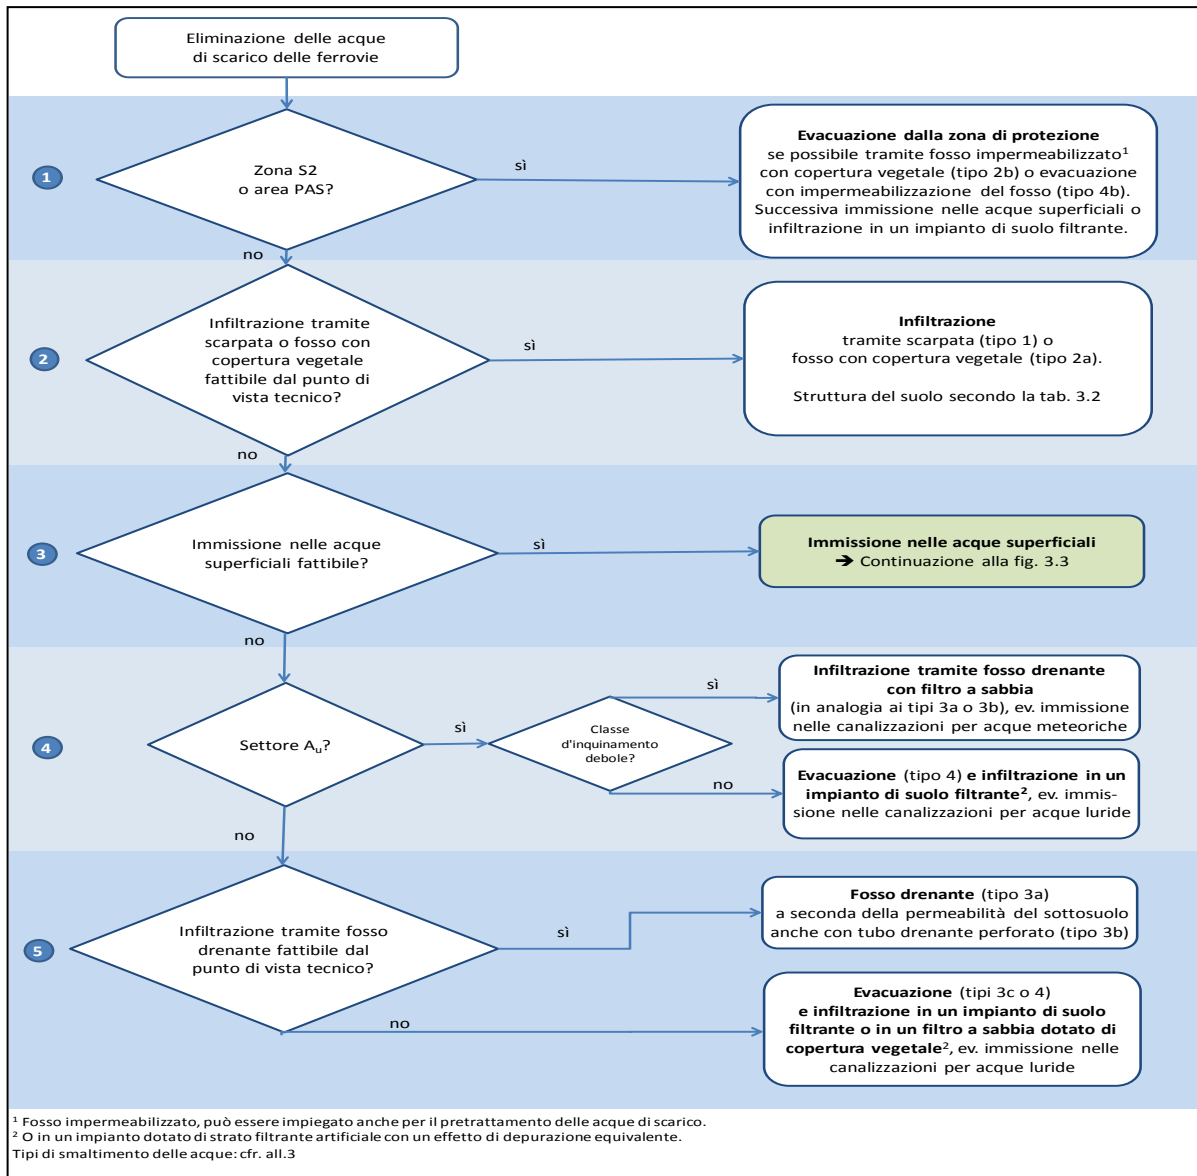 Eliminazione delle acque
di scarico delle ferrovie
1
Zona S2
o area PAS?
sì
Evacuazione dalla zona di protezione
se possibile tramite fosso impermeabilizzato¹
con copertura vegetale (tipo 2b) o evacuazione
con impermeabilizzazione del fosso (tipo 4b).
Successiva immissione nelle acque superficiali o
infiltrazione in un impianto di suolo filtrante.
no
2
Infiltrazione tramite
scarpata o fosso con
copertura vegetale
fattibile dal punto di
vista tecnico?
sì
Infiltrazione
tramite scarpata (tipo 1) o
fosso con copertura vegetale (tipo 2a).
Struttura del suolo secondo la tab. 3.2
no
3
Immissione nelle acque
superficiali fattibile?
sì
Immissione nelle acque superficiali
➔ Continuazione alla fig. 3.3
no
4
Settore Aᵤ?
sì
Classe
d'inquinamento
debole?
sì
Infiltrazione tramite fosso drenante
con filtro a sabbia
(in analogia ai tipi 3a o 3b), ev. immissione
nelle canalizzazioni per acque meteoriche
no
Evacuazione (tipo 4) e infiltrazione in un
impianto di suolo filtrante², ev. immis-
sione nelle canalizzazioni per acque luride
no
5
Infiltrazione tramite fosso
drenante fattibile dal
punto di vista tecnico?
sì
Fosso drenante (tipo 3a)
a seconda della permeabilità del sottosuolo
anche con tubo drenante perforato (tipo 3b)
no
Evacuazione (tipi 3c o 4)
e infiltrazione in un impianto di suolo
filtrante o in un filtro a sabbia dotato di
copertura vegetale², ev. immissione nelle
canalizzazioni per acque luride
¹ Fosso impermeabilizzato, può essere impiegato anche per il pretrattamento delle acque di scarico.
² O in un impianto dotato di strato filtrante artificiale con un effetto di depurazione equivalente.
Tipi di smaltimento delle acque: cfr. all.3